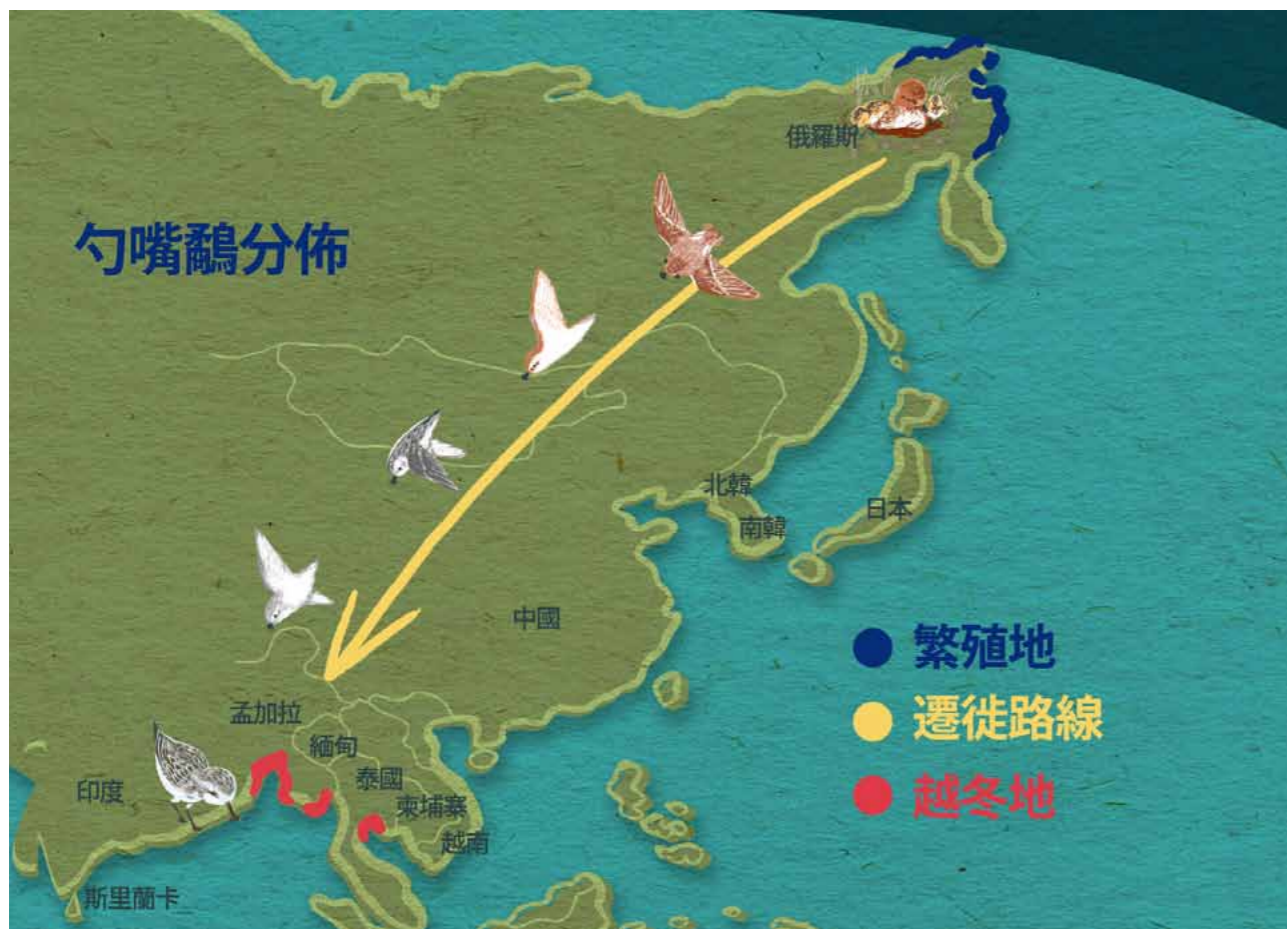 俄羅斯
勺嘴鷸分佈
北韓
南韓
日本
中國
繁殖地
遷徙路線
越冬地
孟加拉
緬甸
泰國
印度
柬埔寨
越南
斯里蘭卡